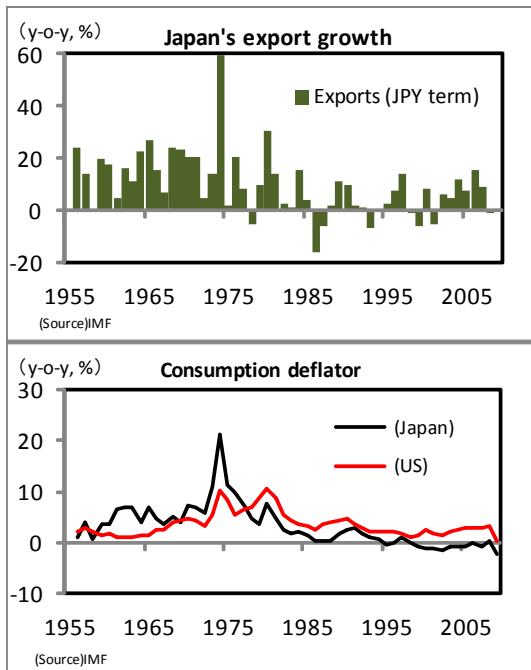 （y-o-y, %）
Japan's export growth
60
Exports (JPY term)
40
20
0
-20
1955 1965 1975 1985 1995 2005
(Source)IMF
（y-o-y, %）
Consumption deflator
30
(Japan)
20
(US)
10
0
-10
1955 1965 1975 1985 1995 2005
(Source)IMF